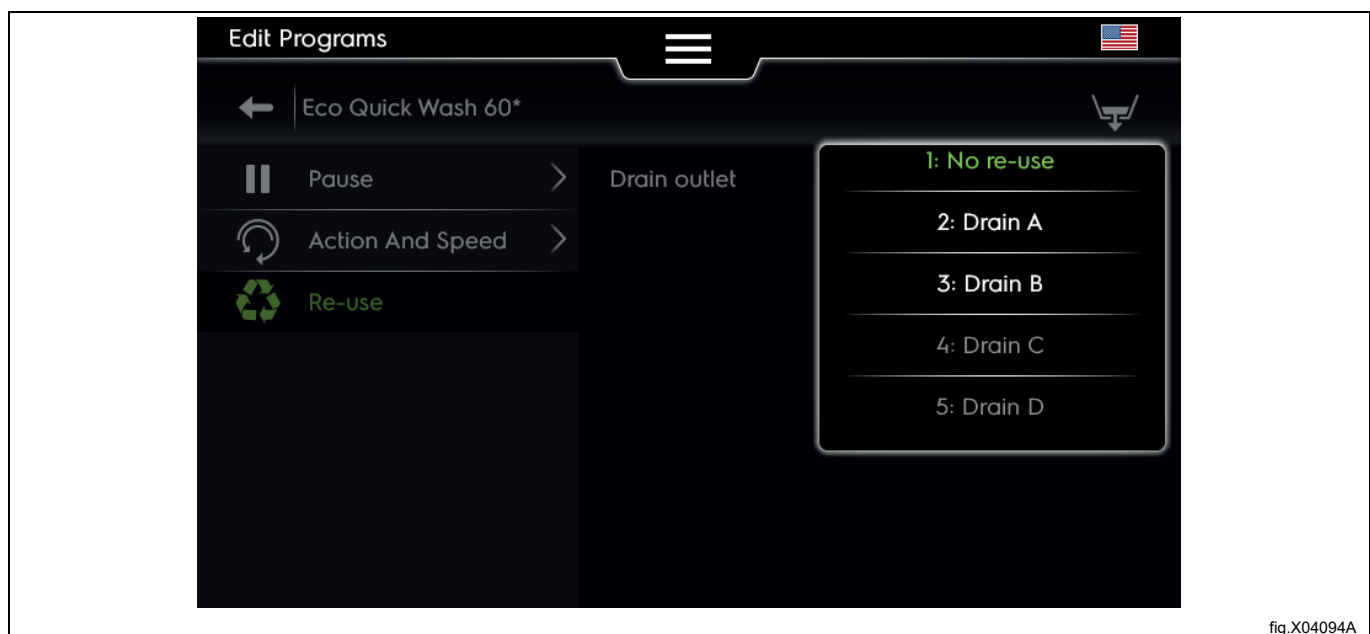 Edit Programs
Eco Quick Wash 60*
Pause
Drain outlet
Action And Speed
Re-use
1: No re-use
2: Drain A
3: Drain B
4: Drain C
5: Drain D
fig.X04094A